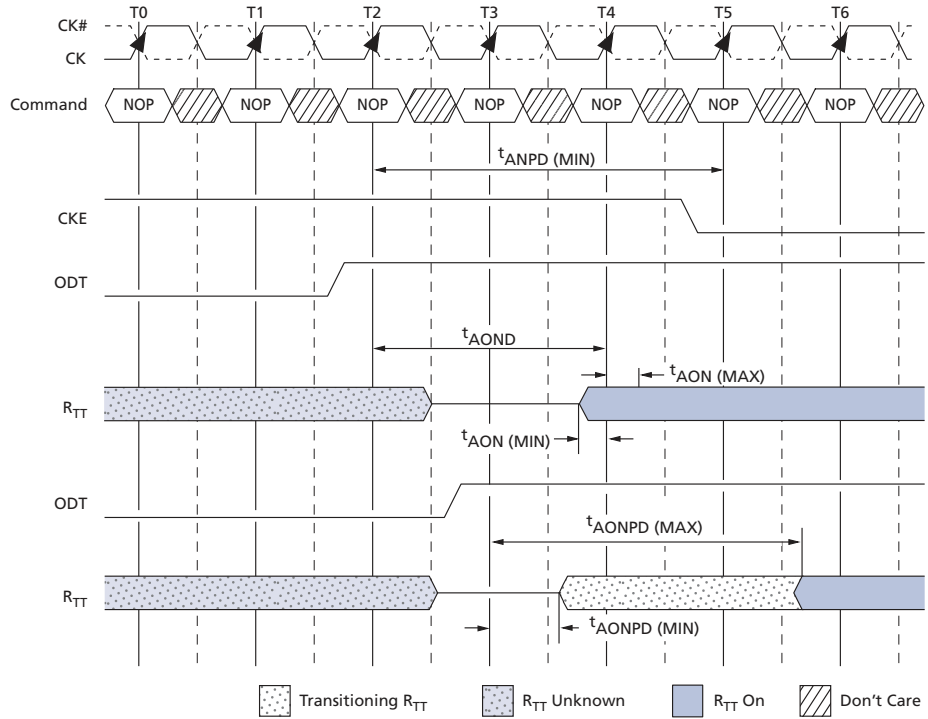 T0 T1 T2 T3 T4 T5 T6
CK#
CK
Command NOP NOP NOP NOP NOP NOP NOP
tANPD (MIN)
CKE
ODT
tAOND
tAON (MAX)
RTT
tAON (MIN)
ODT
tAONPD (MAX)
RTT
tAONPD (MIN)
Transitioning RTT RTT Unknown RTT On Don't Care